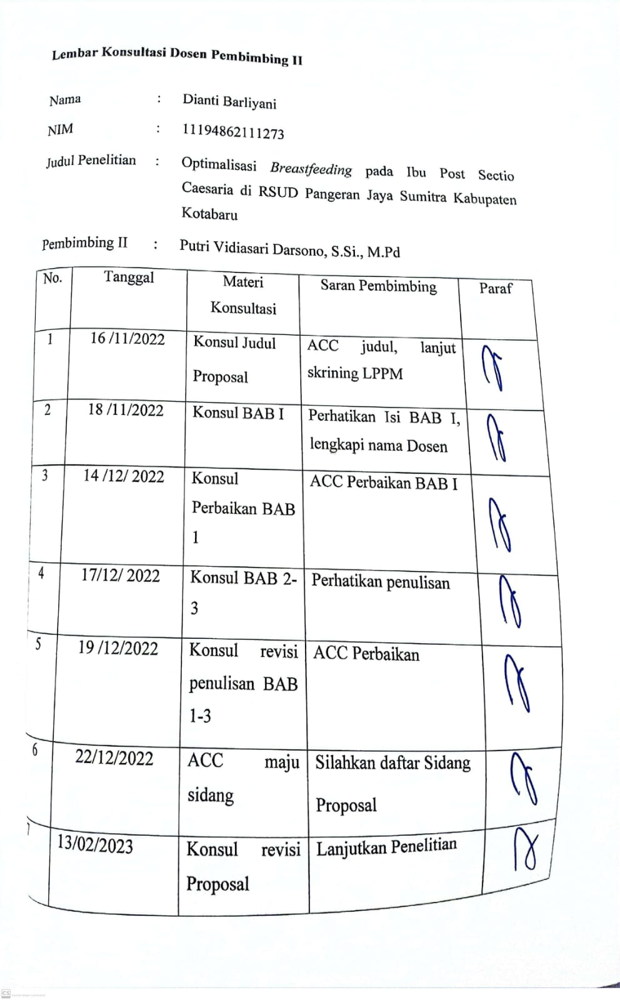 Lembar Konsultasi Dosen Pembimbing II
Nama : Dianti Barliyani
NIM : 11194862111273
Judul Penelitian : Optimalisasi Breastfeeding pada Ibu Post Sectio
Caesaria di RSUD Pangeran Jaya Sumitra Kabupaten
Kotabaru
Pembimbing II : Putri Vidiasari Darsono, S.Si., M.Pd
No. Tanggal Materi Saran Pembimbing Paraf
Konsultasi
1 16 /11/2022 Konsul Judul ACC judul, lanjut
Proposal skrining LPPM
2 18 /11/2022 Konsul BAB I Perhatikan Isi BAB I,
lengkapi nama Dosen
3 14 /12/ 2022 Konsul ACC Perbaikan BAB I
Perbaikan BAB
1
4 17/12/ 2022 Konsul BAB 2- Perhatikan penulisan
3
5 19 /12/2022 Konsul revisi ACC Perbaikan
penulisan BAB
1-3
6 22/12/2022 ACC maju Silahkan daftar Sidang
sidang Proposal
13/02/2023 Konsul revisi Lanjutkan Penelitian
Proposal
CS